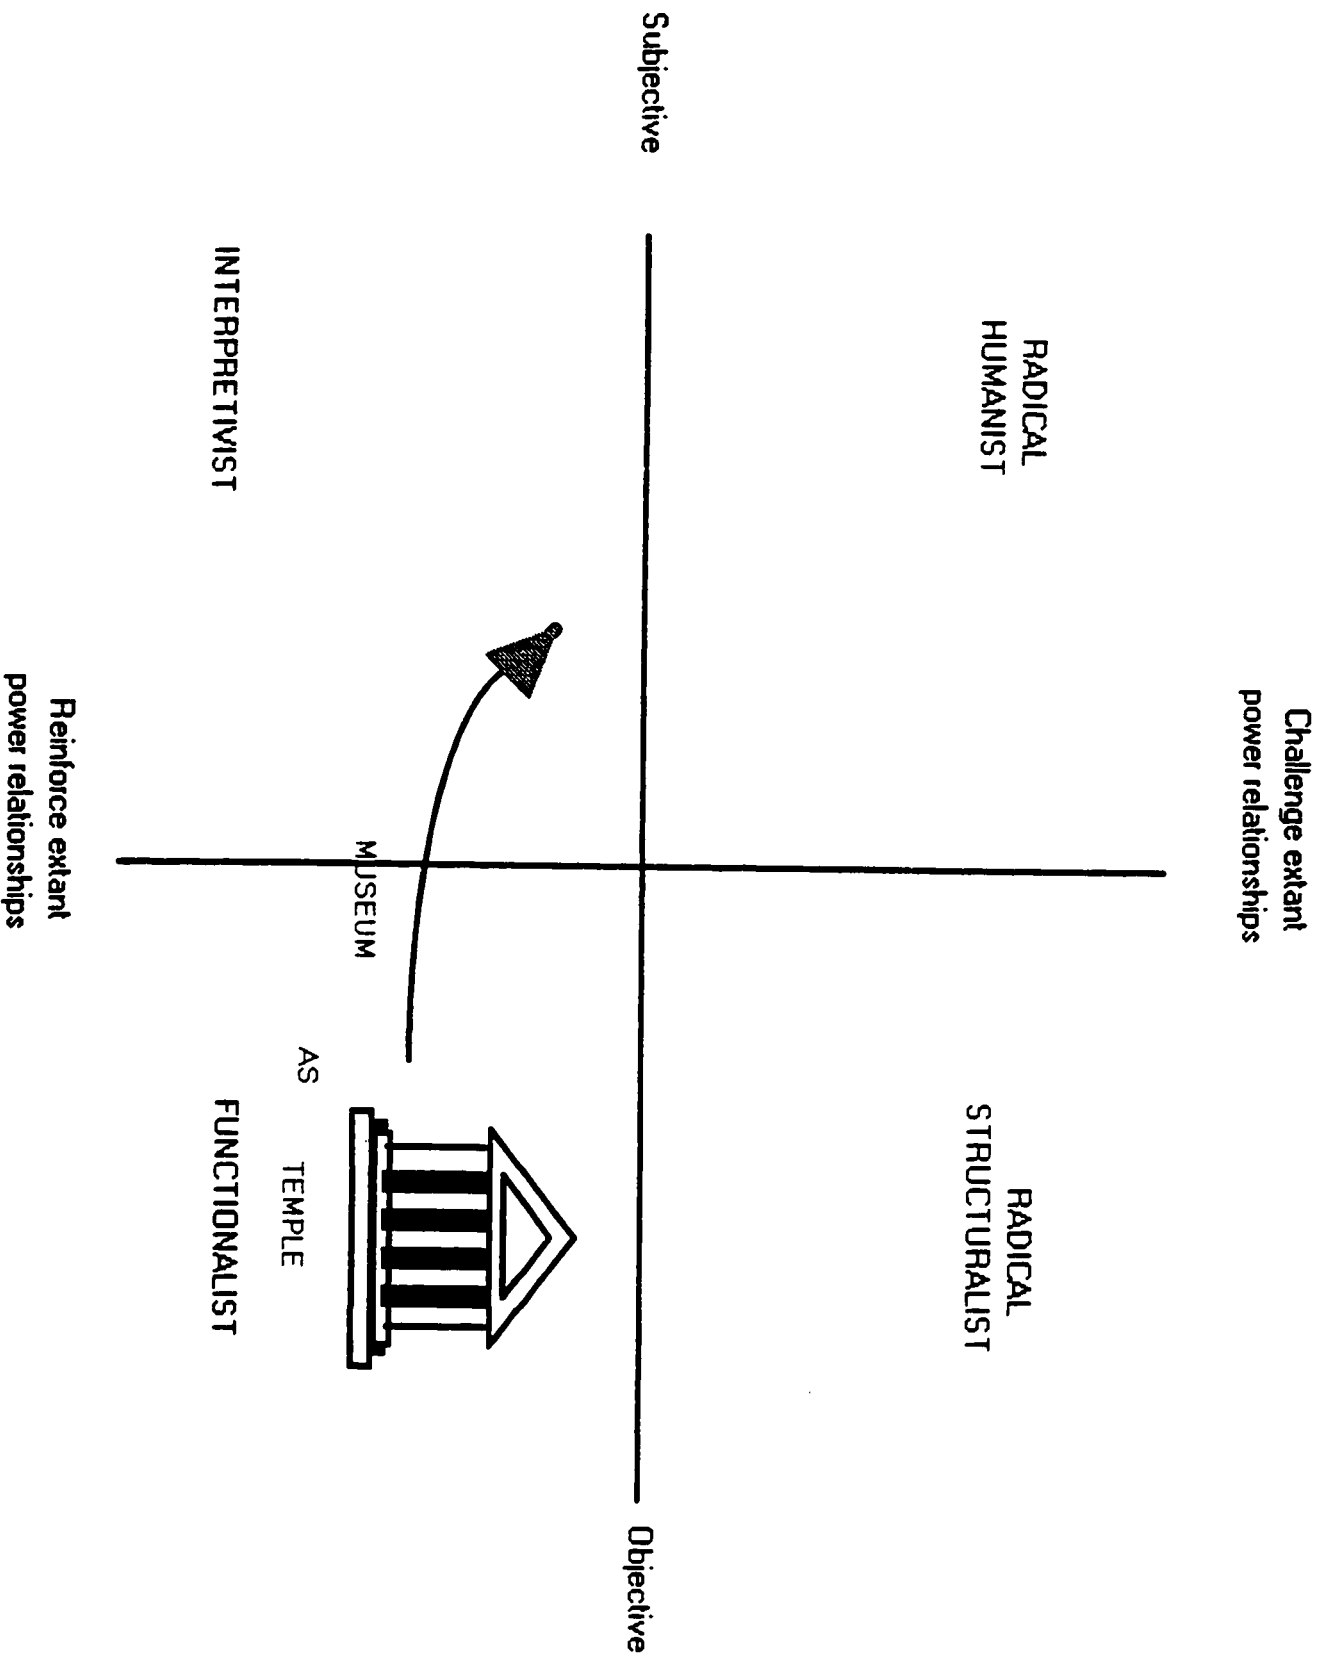 Challenge extant
power relationships
RADICAL
HUMANIST
RADICAL
STRUCTURALIST
Subjective
Objective
MUSEUM
AS
TEMPLE
INTERPRETIVIST
FUNCTIONALIST
Reinforce extant
power relationships